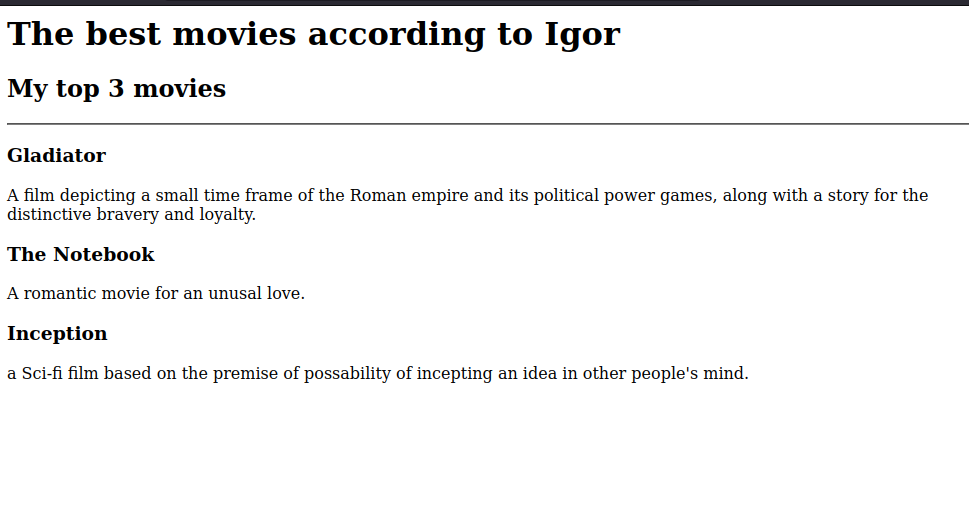 The best movies according to Igor
My top 3 movies
Gladiator
A film depicting a small time frame of the Roman empire and its political power games, along with a story for the
distinctive bravery and loyalty.
The Notebook
A romantic movie for an unusal love.
Inception
a Sci-fi film based on the premise of possability of incepting an idea in other people's mind.